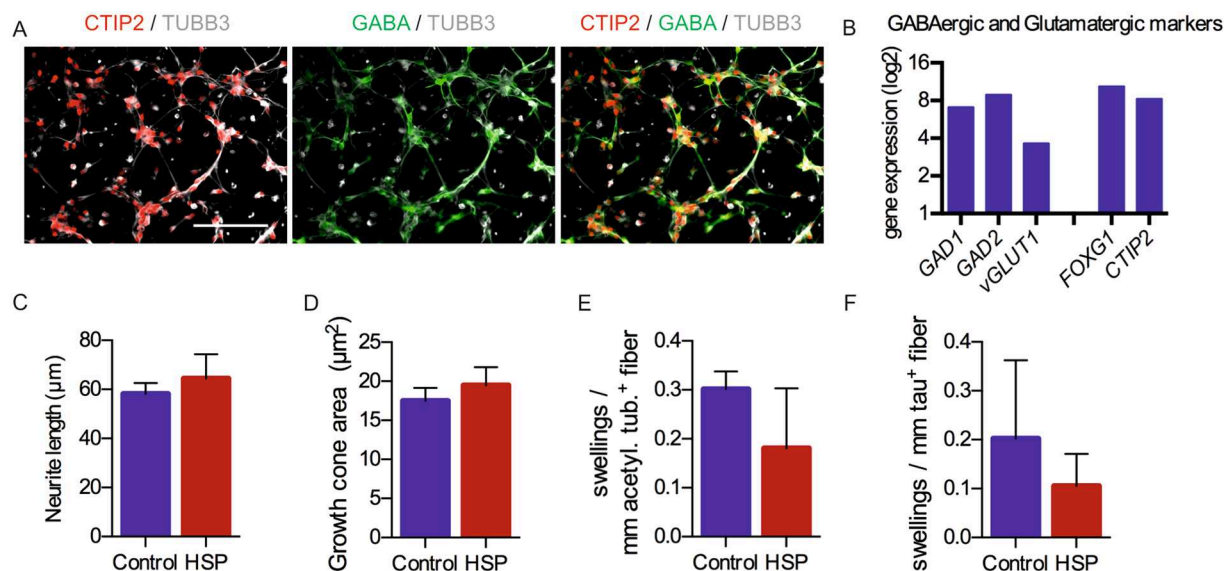 A
CTIP2 / TUBB3
GABA / TUBB3
CTIP2 / GABA / TUBB3
B
GABAergic and Glutamatergic markers
gene expression (log2)
16
8
4
2
1
GAD1
GAD2
vGLUT1
FOXG1
CTIP2
C
Neurite length (µm)
80
60
40
20
0
Control HSP
D
Growth cone area (µm²)
25
20
15
10
5
0
Control HSP
E
swellings /
mm acetyl. tub.⁺ fiber
0.4
0.3
0.2
0.1
0.0
Control HSP
F
swellings / mm tau⁺ fiber
0.4
0.3
0.2
0.1
0.0
Control HSP